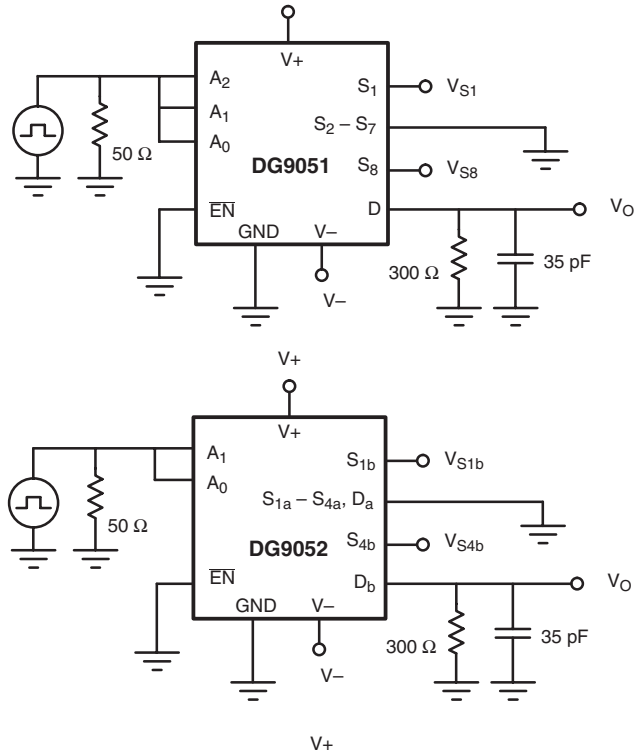 V+
A2
S1
VS1
A1
S2 – S7
50 Ω
A0
DG9051
S8
VS8
EN
D
VO
GND
V–
300 Ω
35 pF
V–
V+
V+
A1
S1b
VS1b
A0
S1a – S4a, Da
50 Ω
S4b
VS4b
DG9052
EN
Db
VO
GND
V–
300 Ω
35 pF
V–
V+